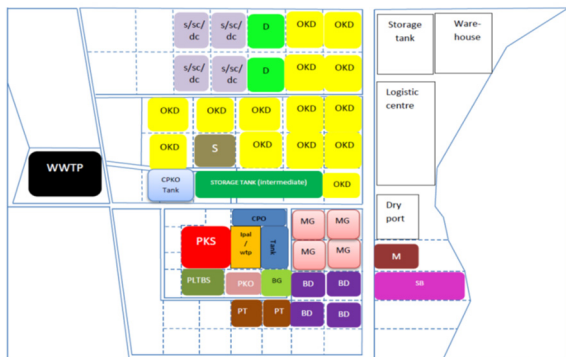 s/sc/
dc
s/sc/
dc
D
OKD
OKD
Storage
tank
Ware-
house
s/sc/
dc
s/sc/
dc
D
OKD
OKD
Logistic
centre
OKD
OKD
OKD
OKD
OKD
OKD
S
OKD
OKD
OKD
WWTP
CPKO
Tank
STORAGE TANK (intermediate)
OKD
Dry
port
CPO
MG
MG
PKS
Ipal
/
wtp
Tank
MG
MG
M
PLTBS
PKO
BG
BD
BD
SB
PT
PT
BD
BD